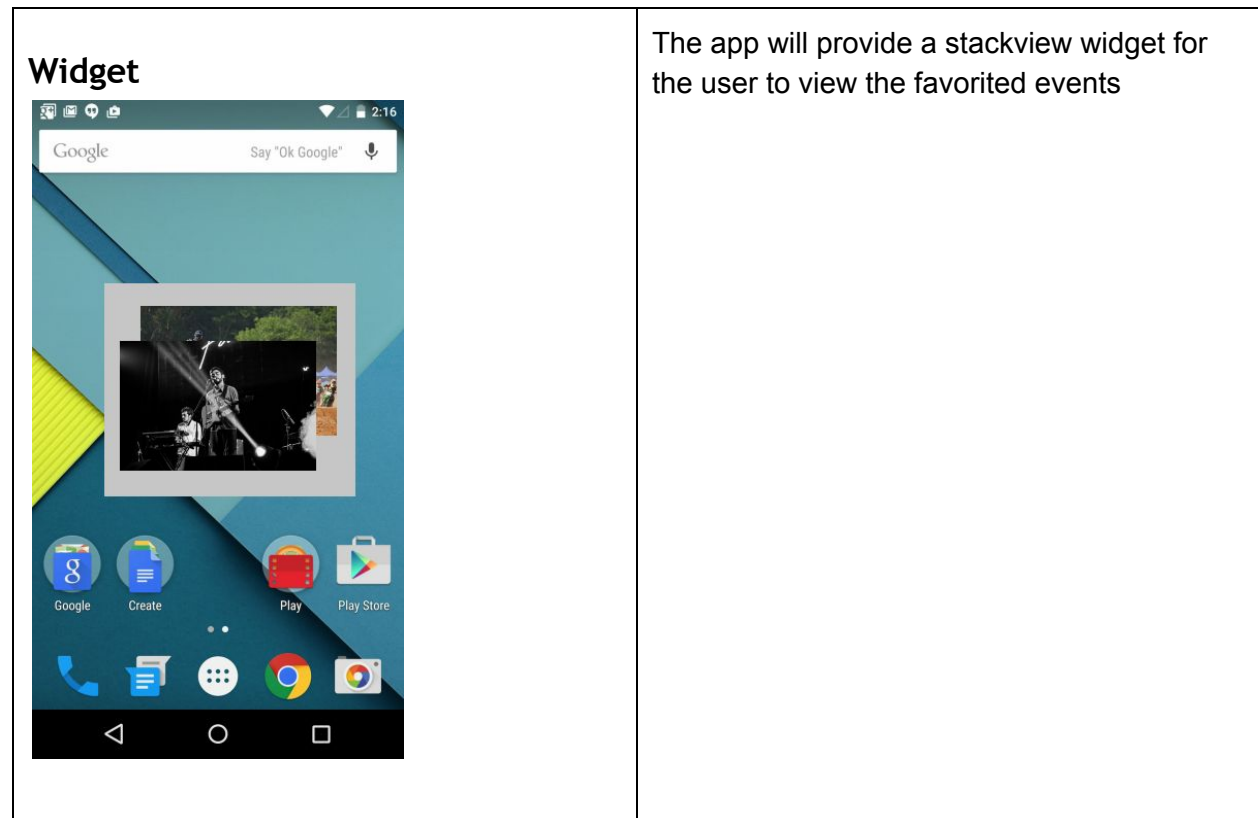 Widget
2:16
Google Say "Ok Google"
Google Create Play Play Store
The app will provide a stackview widget for
the user to view the favorited events